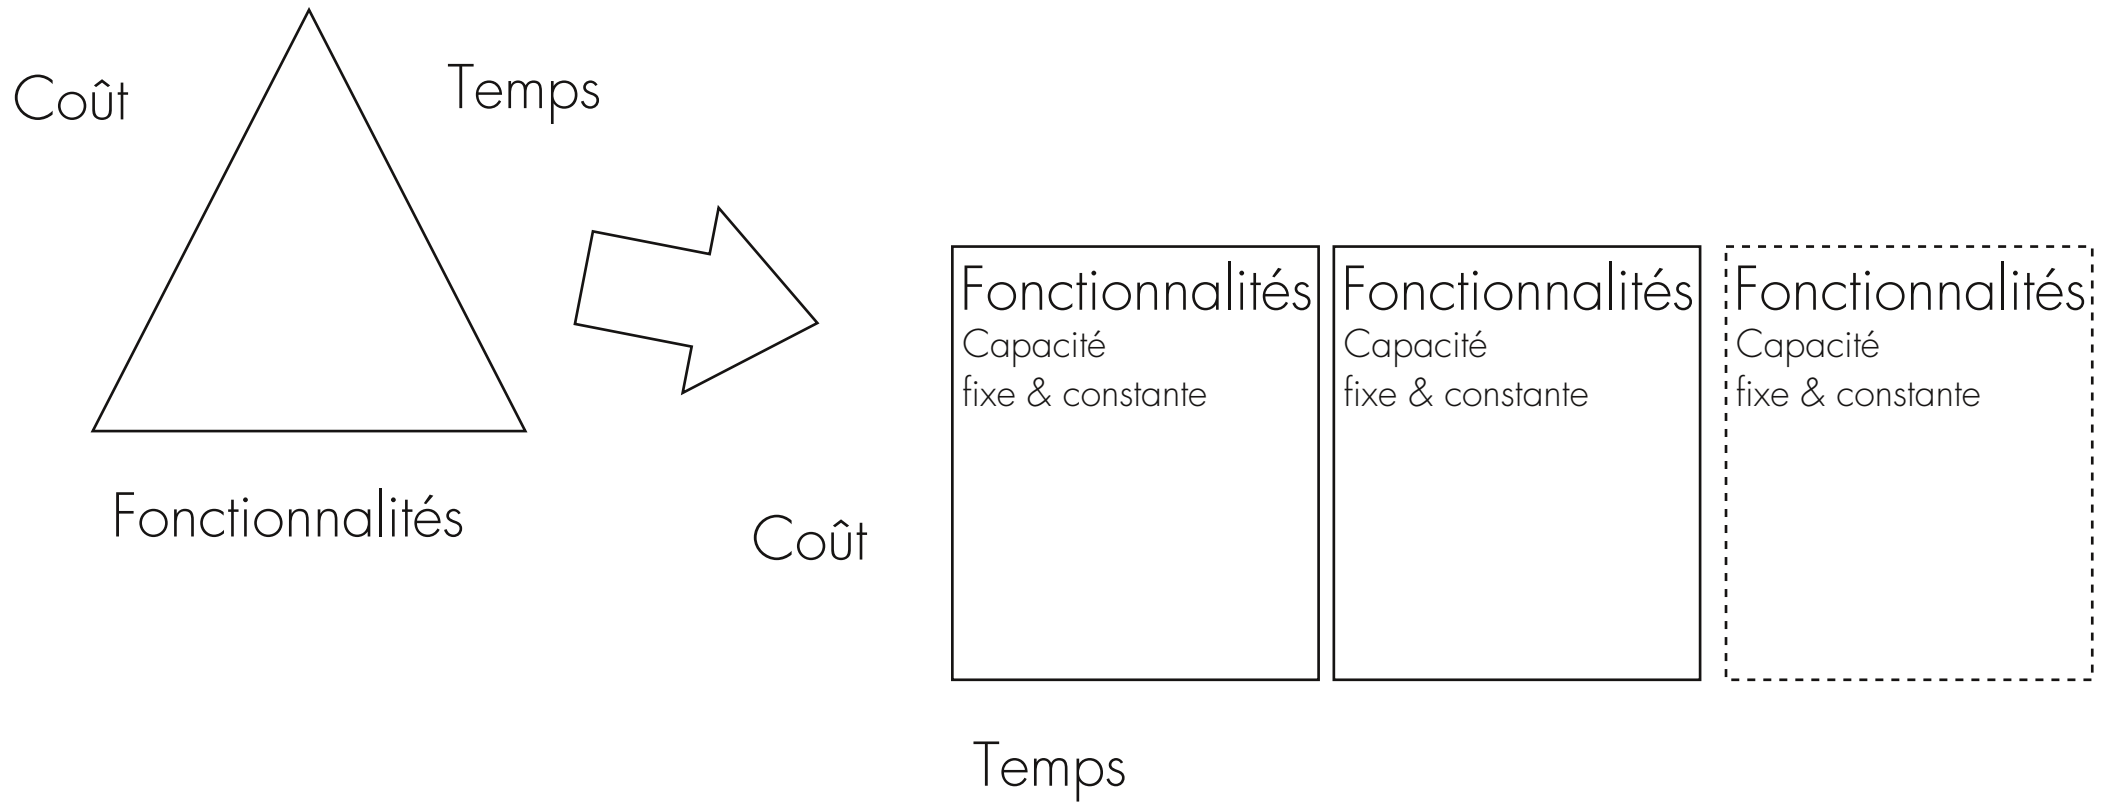 Coût
Temps
Fonctionnalités
Fonctionnalités
Capacité
fixe & constante
Fonctionnalités
Capacité
fixe & constante
Fonctionnalités
Capacité
fixe & constante
Coût
Temps